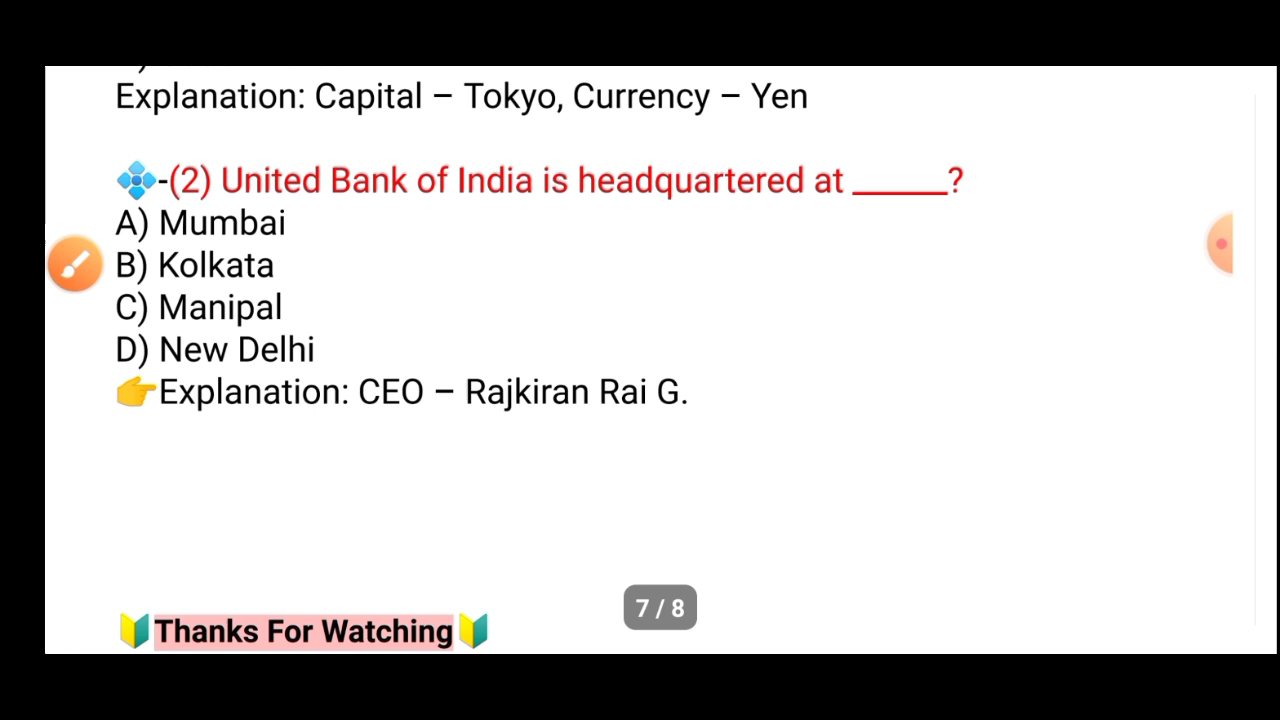 Explanation: Capital – Tokyo, Currency – Yen
💠-(2) United Bank of India is headquartered at ______?
A) Mumbai
B) Kolkata
C) Manipal
D) New Delhi
👉Explanation: CEO – Rajkiran Rai G.
7 / 8
🔰Thanks For Watching🔰